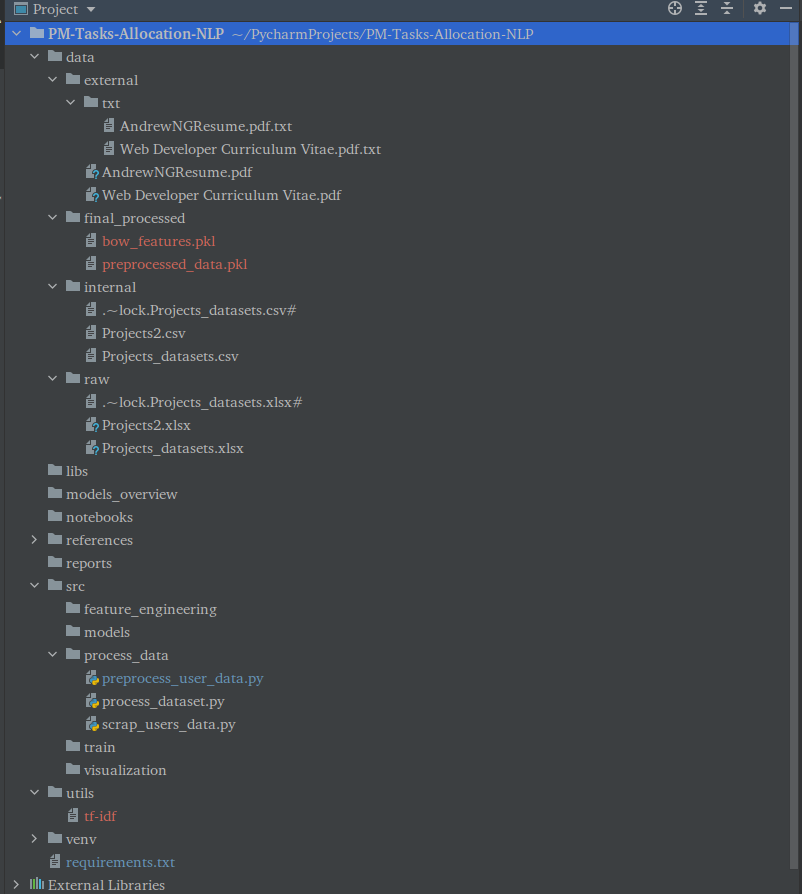 Project
PM-Tasks-Allocation-NLP ~/PycharmProjects/PM-Tasks-Allocation-NLP
data
external
txt
AndrewNGResume.pdf.txt
Web Developer Curriculum Vitae.pdf.txt
AndrewNGResume.pdf
Web Developer Curriculum Vitae.pdf
final_processed
bow_features.pkl
preprocessed_data.pkl
internal
.~lock.Projects_datasets.csv#
Projects2.csv
Projects_datasets.csv
raw
.~lock.Projects_datasets.xlsx#
Projects2.xlsx
Projects_datasets.xlsx
libs
models_overview
notebooks
references
reports
src
feature_engineering
models
process_data
preprocess_user_data.py
process_dataset.py
scrap_users_data.py
train
visualization
utils
tf-idf
venv
requirements.txt
External Libraries